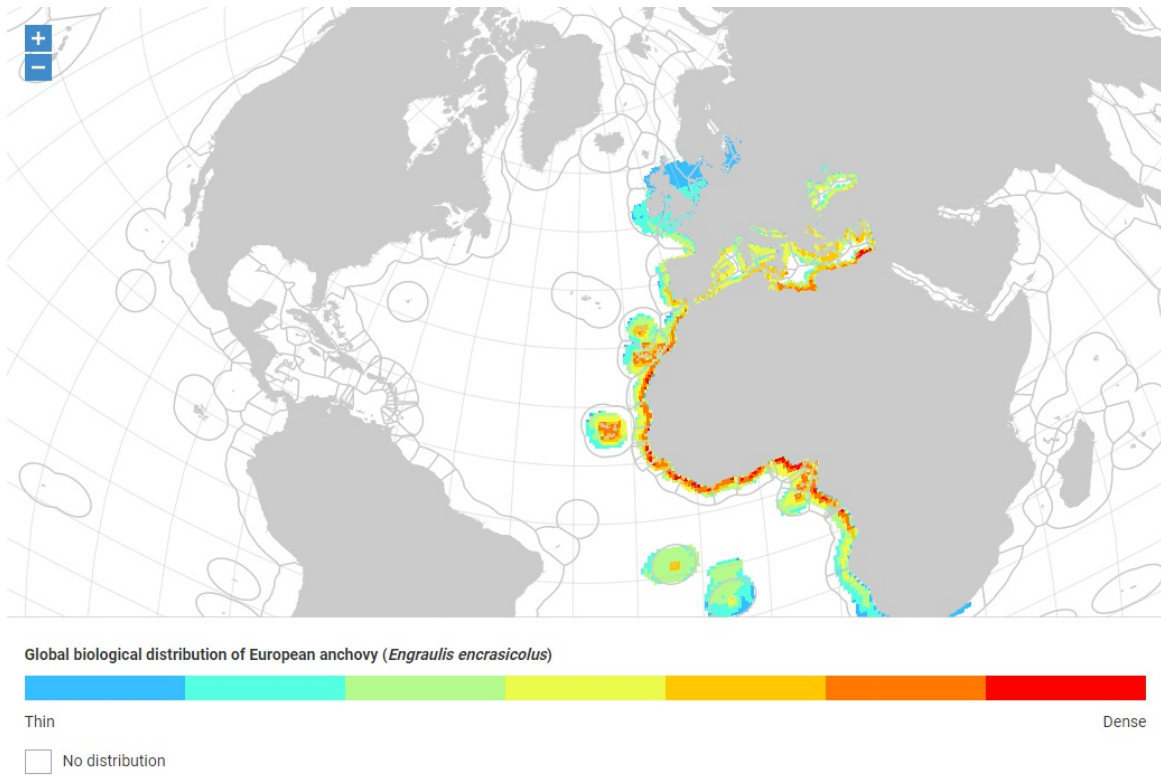 +
−
Global biological distribution of European anchovy (Engraulis encrasicolus)
Thin Dense
No distribution